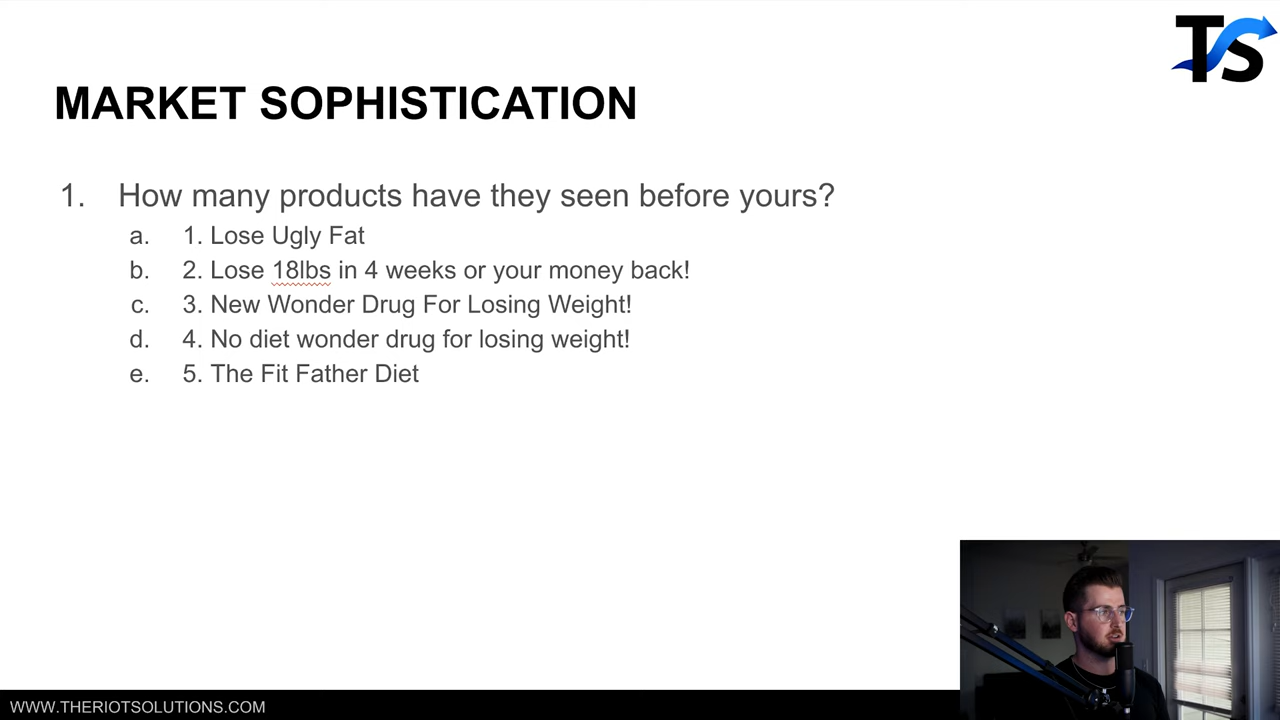 TS
MARKET SOPHISTICATION
1. How many products have they seen before yours?
a. 1. Lose Ugly Fat
b. 2. Lose 18lbs in 4 weeks or your money back!
c. 3. New Wonder Drug For Losing Weight!
d. 4. No diet wonder drug for losing weight!
e. 5. The Fit Father Diet
WWW.THERIOTSOLUTIONS.COM